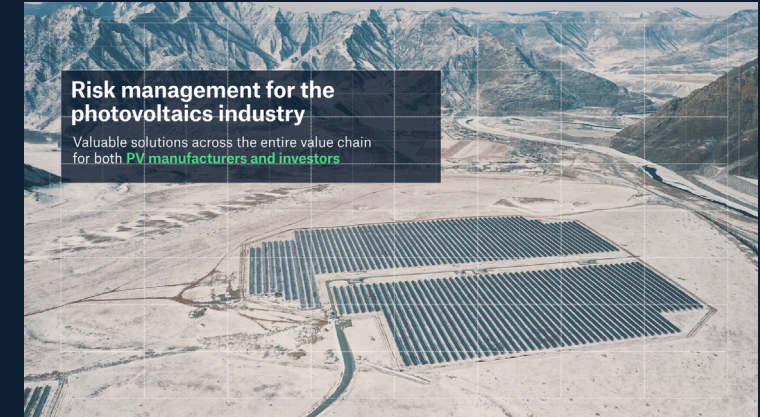 Risk management for the
photovoltaics industry
Valuable solutions across the entire value chain
for both PV manufacturers and investors